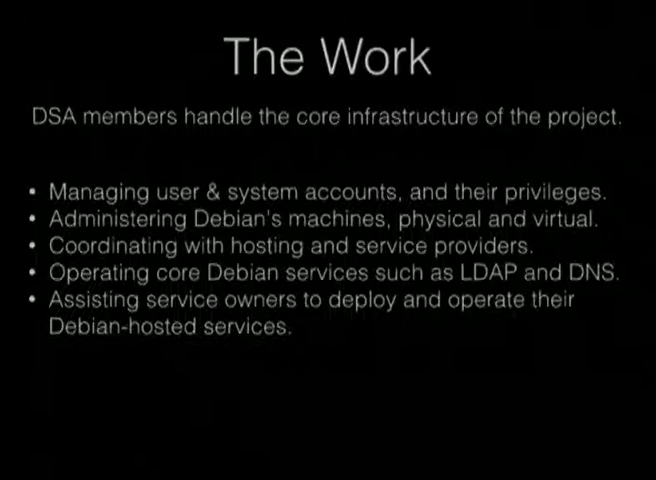 The Work
DSA members handle the core infrastructure of the project.
• Managing user & system accounts, and their privileges.
• Administering Debian's machines, physical and virtual.
• Coordinating with hosting and service providers.
• Operating core Debian services such as LDAP and DNS.
• Assisting service owners to deploy and operate their
Debian-hosted services.